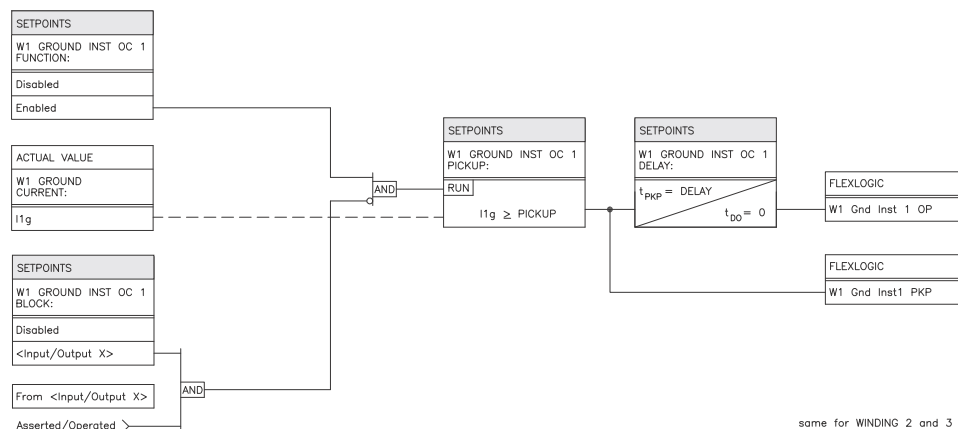 SETPOINTS
W1 GROUND INST OC 1
FUNCTION:
Disabled
Enabled
ACTUAL VALUE
W1 GROUND
CURRENT:
I1g
SETPOINTS
W1 GROUND INST OC 1
BLOCK:
Disabled
<Input/Output X>
From <Input/Output X>
Asserted/Operated
AND
AND
SETPOINTS
W1 GROUND INST OC 1
PICKUP:
RUN
I1g ≥ PICKUP
SETPOINTS
W1 GROUND INST OC 1
DELAY:
tPKP = DELAY
tDO = 0
FLEXLOGIC
W1 Gnd Inst 1 OP
FLEXLOGIC
W1 Gnd Inst1 PKP
same for WINDING 2 and 3